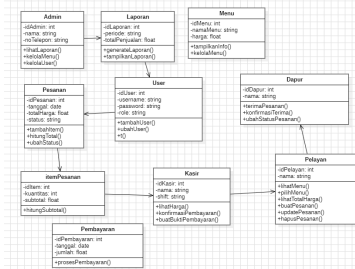 Admin
-idAdmin: int
-nama: string
-noTelepon: string
+lihatLaporan()
+kelolaMenu()
+kelolaUser()
Laporan
-idLaporan: int
-periode: string
-totalPenjualan: float
+generateLaporan()
+tampilkanLaporan()
Menu
-idMenu: int
-namaMenu: string
-harga: float
+tampilkanInfo()
+kelolaMenu()
User
-idUser: int
-username: string
-password: string
-role: string
+tambahUser()
+ubahUser()
Dapur
-idDapur: int
-nama: string
+terimaPesanan()
+konfirmasiTerima()
+ubahStatusPesanan()
Pesanan
-idPesanan: int
-tanggal: date
-totalHarga: float
-status: string
+tambahItem()
+hitungTotal()
+ubahStatus()
itemPesanan
-idItem: int
-kuantitas: int
-subtotal: float
+hitungSubtotal()
Kasir
-idKasir: int
-nama: string
-shift: string
+lihatHarga()
+konfirmasiPembayaran()
+buatBuktiPembayaran()
Pelayan
-idPelayan: int
-nama: string
+lihatMenu()
+pilihMenu()
+lihatTotalHarga()
+buatPesanan()
+updatePesanan()
+hapusPesanan()
Pembayaran
-idPembayaran: int
-tanggal: date
-jumlah: float
+prosesPembayaran()